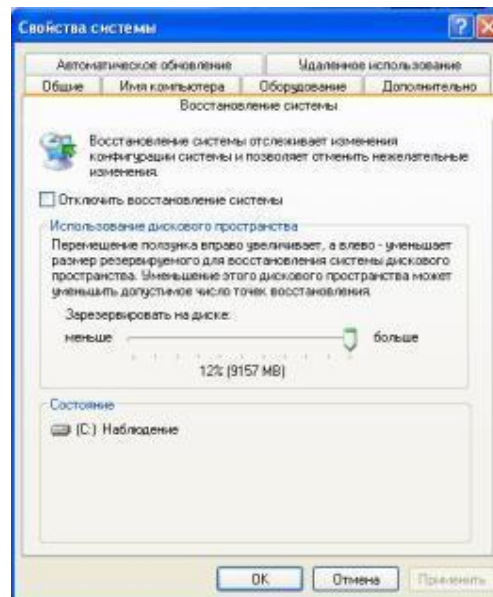 Свойства системы
Автоматическое обновление Удаленное использование
Общие Имя компьютера Оборудование Дополнительно
Восстановление системы
Восстановление системы отслеживает изменения
конфигурации системы и позволяет отменить нежелательные
изменения.
Отключить восстановление системы
Использование дискового пространства
Перемещение ползунка вправо увеличивает, а влево - уменьшает
размер резервируемого для восстановления системы дискового
пространства. Уменьшение этого дискового пространства может
уменьшить допустимое число точек восстановления.
Зарезервировать на диске:
меньше больше
12% (9157 MB)
Состояние
(C:) Наблюдение
OK Отмена Применить